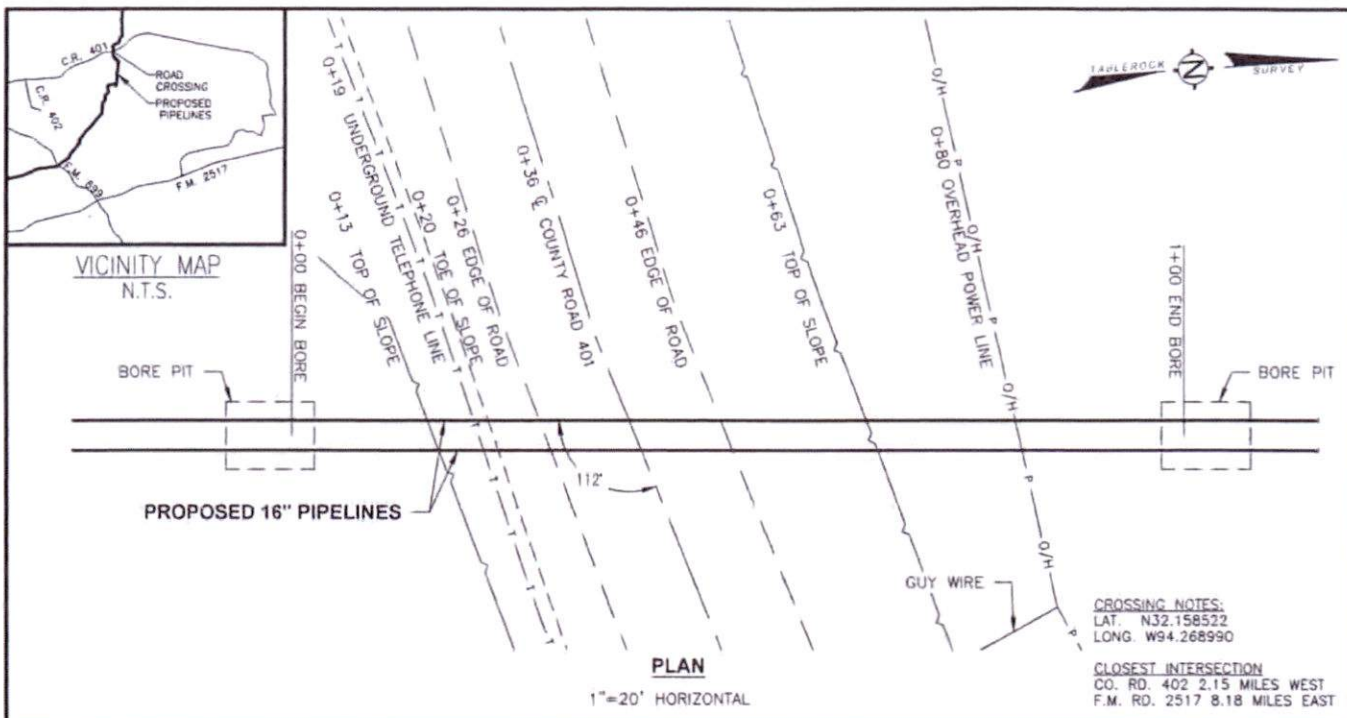 C.R. 401
ROAD
CROSSING
PROPOSED
PIPELINES
C.R. 402
F.M. 699
F.M. 2517
VICINITY MAP
N.T.S.
TABLEROCK
N
SURVEY
0+00 BEGIN BORE
0+13 TOP OF SLOPE
0+19 UNDERGROUND TELEPHONE LINE
T T T T T T T T T
0+20 TOE OF SLOPE
0+26 EDGE OF ROAD
0+36 ℄ COUNTY ROAD 401
0+46 EDGE OF ROAD
0+63 TOP OF SLOPE
0+80 OVERHEAD POWER LINE
O/H P O/H P O/H P O/H P O/H P
1+00 END BORE
BORE PIT
BORE PIT
112°
PROPOSED 16" PIPELINES
GUY WIRE
CROSSING NOTES:
LAT. N32.158522
LONG. W94.268990
CLOSEST INTERSECTION
CO. RD. 402 2.15 MILES WEST
F.M. RD. 2517 8.18 MILES EAST
PLAN
1"=20' HORIZONTAL